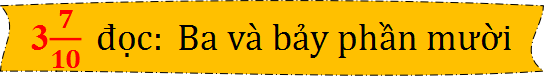 3 7/10 đọc: Ba và bảy phần mười